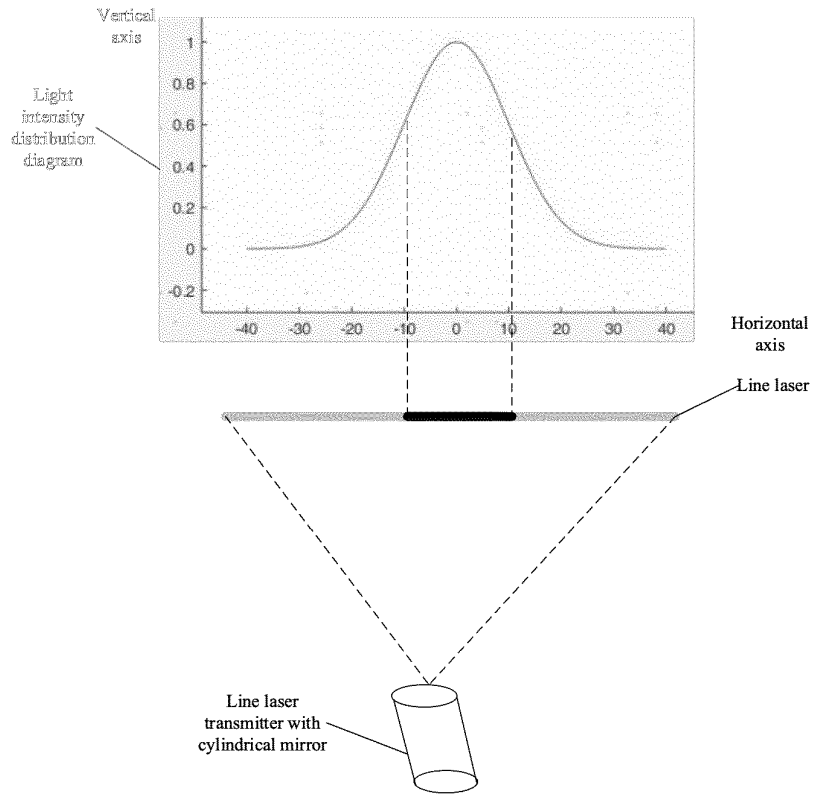 Vertical
axis
Light
intensity
distribution
diagram
1
0.8
0.6
0.4
0.2
0
-0.2
-40 -30 -20 -10 0 10 20 30 40
Horizontal
axis
Line laser
Line laser
transmitter with
cylindrical mirror